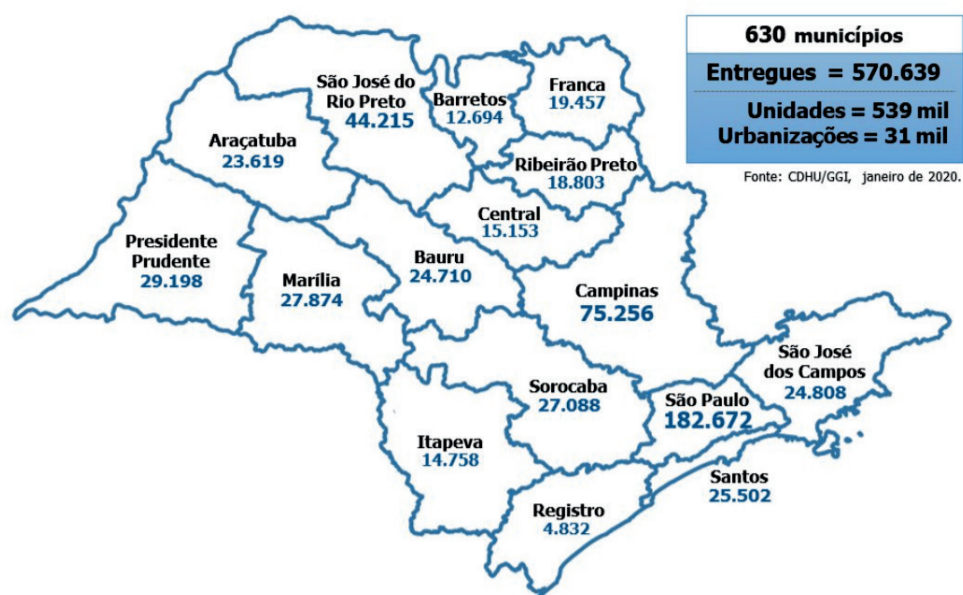 630 municípios
Entregues = 570.639
Unidades = 539 mil
Urbanizações = 31 mil
Fonte: CDHU/GGI, janeiro de 2020.
São José do
Rio Preto
44.215
Barretos
12.694
Franca
19.457
Araçatuba
23.619
Ribeirão Preto
18.803
Central
15.153
Presidente
Prudente
29.198
Marília
27.874
Bauru
24.710
Campinas
75.256
São José
dos Campos
24.808
Sorocaba
27.088
São Paulo
182.672
Itapeva
14.758
Santos
25.502
Registro
4.832